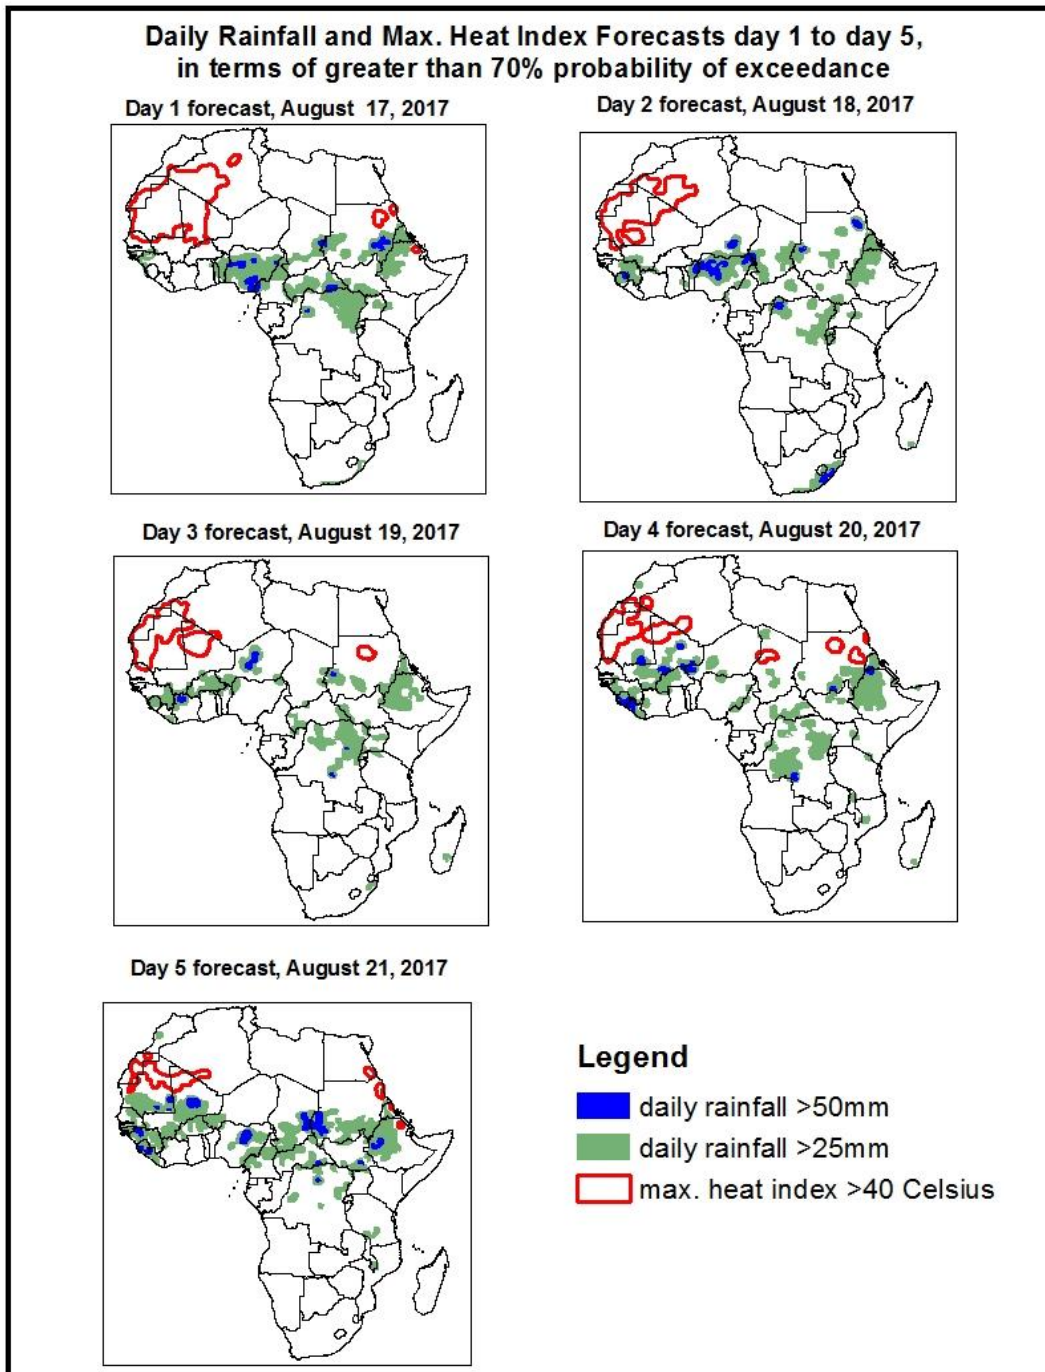 Daily Rainfall and Max. Heat Index Forecasts day 1 to day 5,
in terms of greater than 70% probability of exceedance
Day 1 forecast, August 17, 2017
Day 2 forecast, August 18, 2017
Day 3 forecast, August 19, 2017
Day 4 forecast, August 20, 2017
Day 5 forecast, August 21, 2017
Legend
daily rainfall >50mm
daily rainfall >25mm
max. heat index >40 Celsius